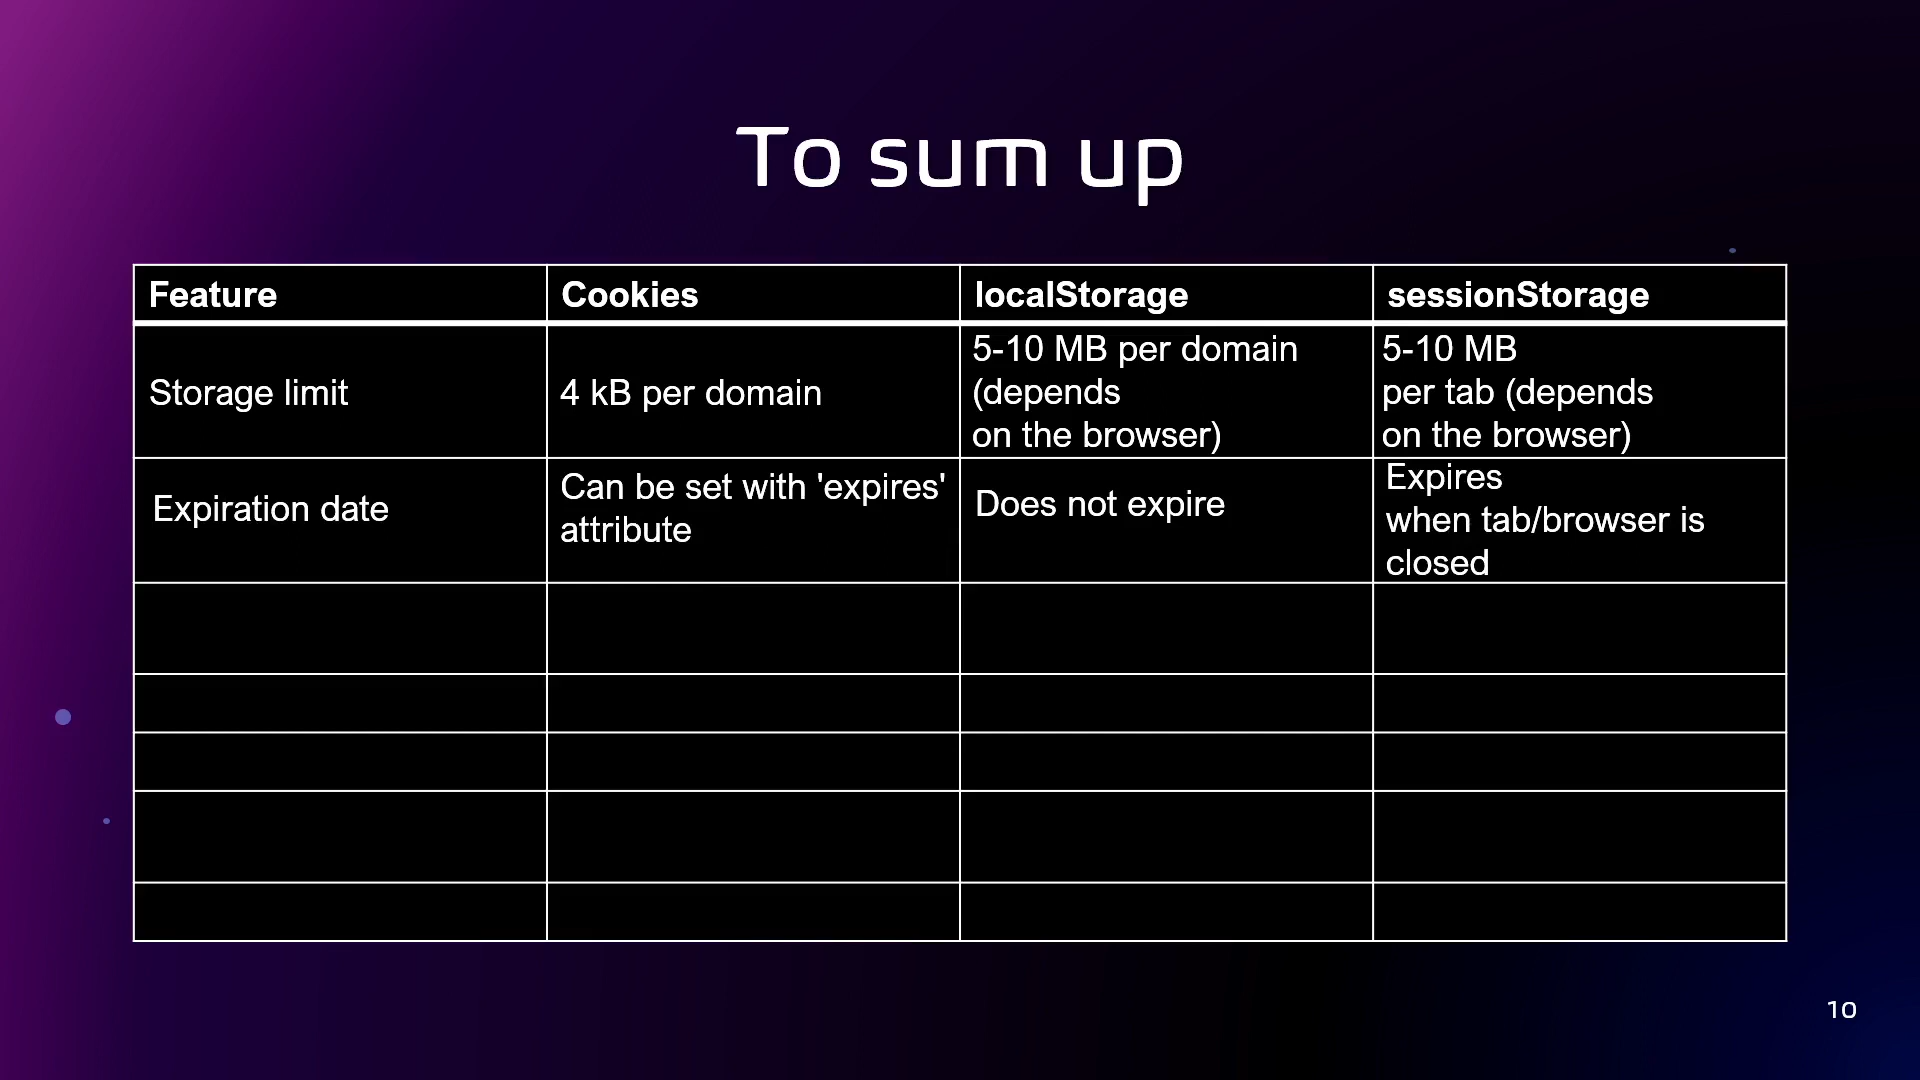 To sum up
Feature
Cookies
localStorage
sessionStorage
Storage limit
4 kB per domain
5-10 MB per domain
(depends
on the browser)
5-10 MB
per tab (depends
on the browser)
Expiration date
Can be set with 'expires'
attribute
Does not expire
Expires
when tab/browser is
closed
10